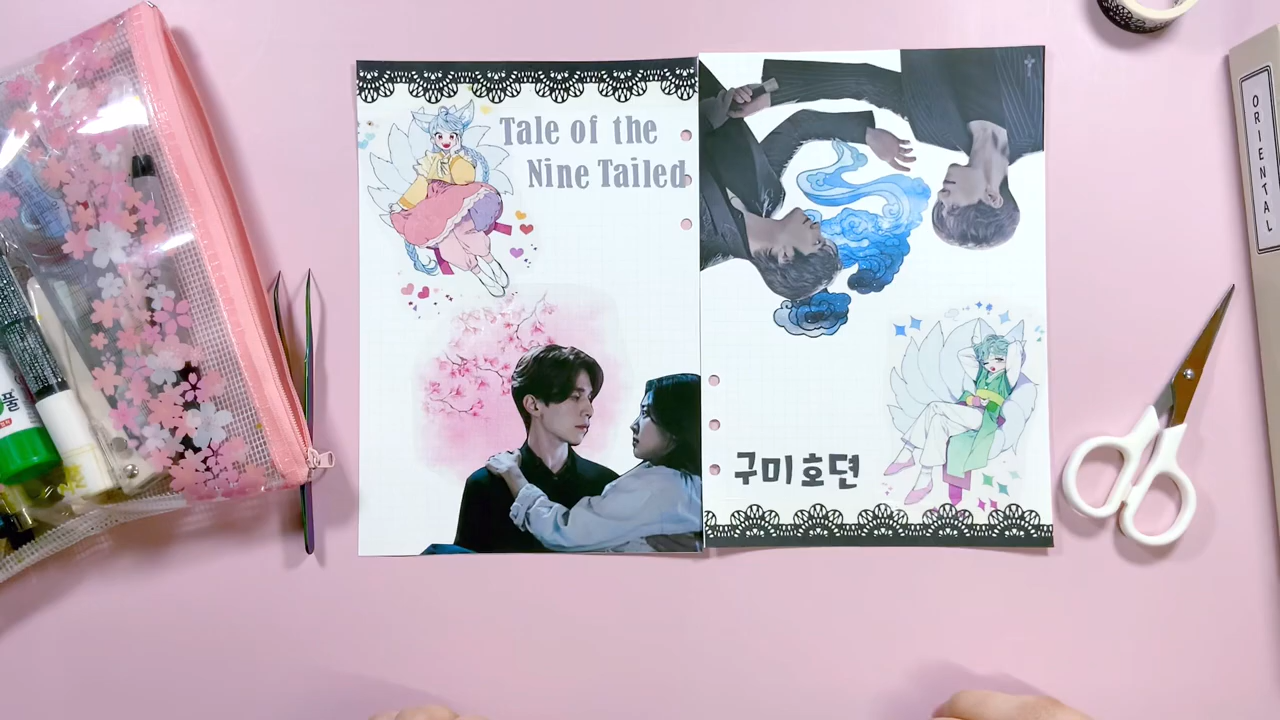 Tale of the
Nine Tailed
구미호뎐
ORIENTAL
풀